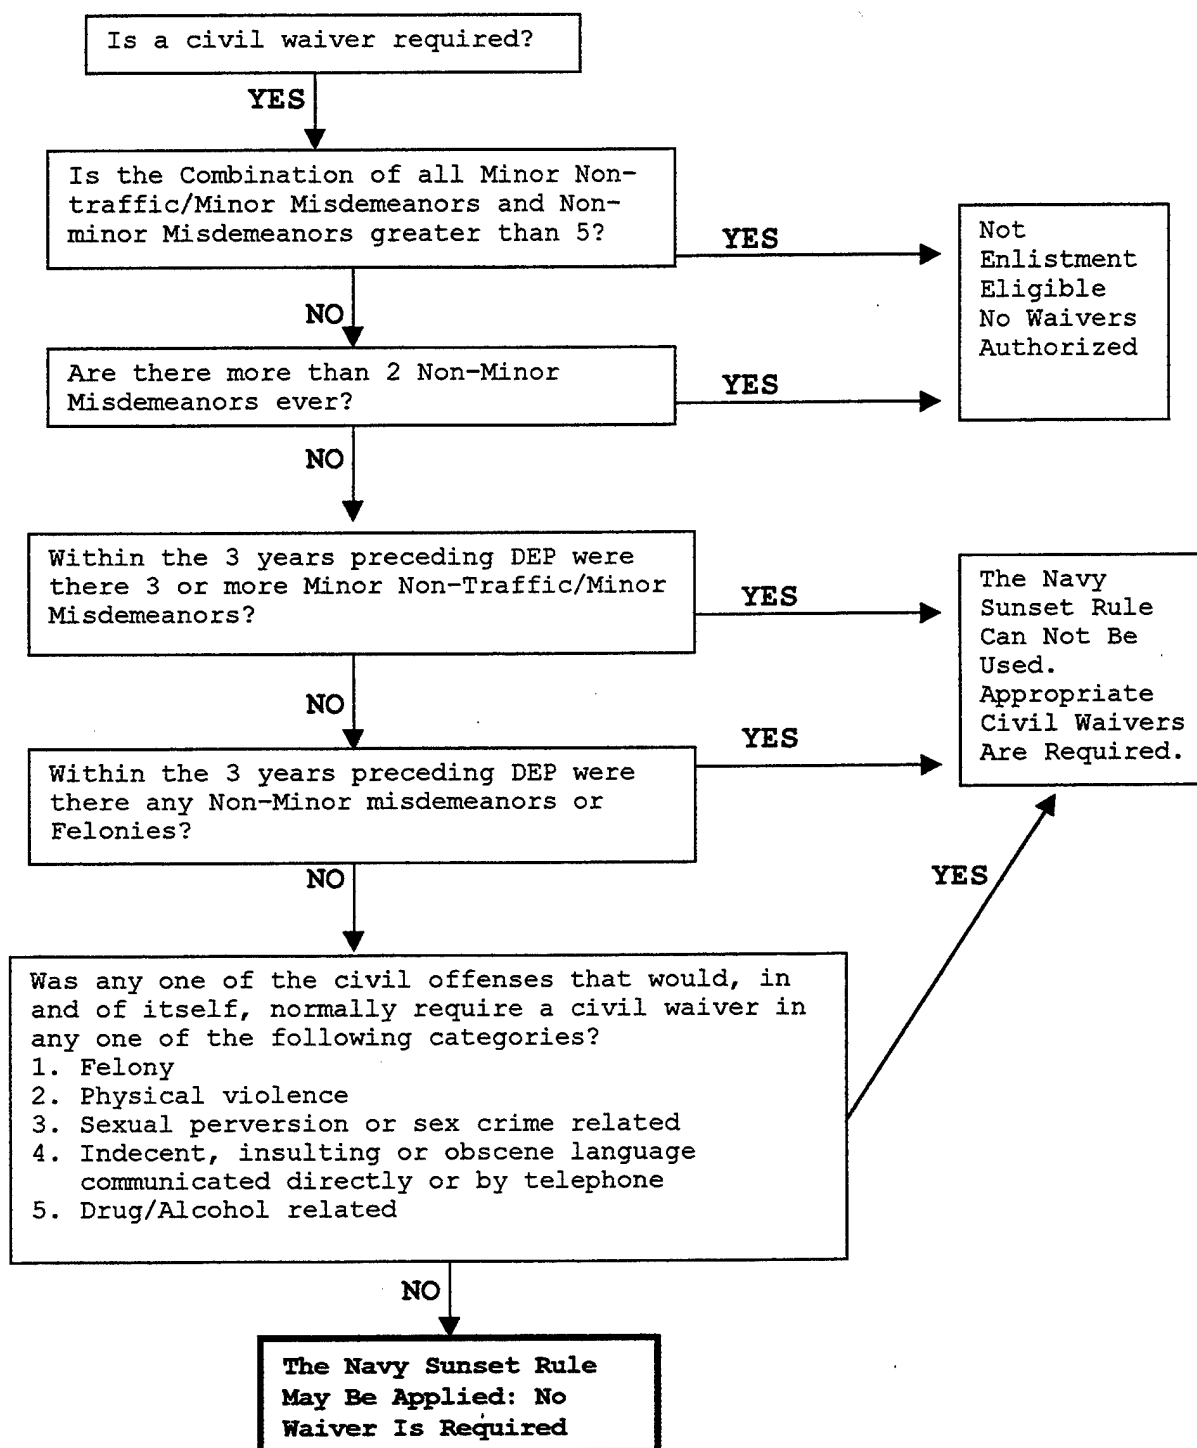 Is a civil waiver required?
YES
Is the Combination of all Minor Non-
traffic/Minor Misdemeanors and Non-
minor Misdemeanors greater than 5?
YES
Not
Enlistment
Eligible
No Waivers
Authorized
NO
Are there more than 2 Non-Minor
Misdemeanors ever?
YES
NO
Within the 3 years preceding DEP were
there 3 or more Minor Non-Traffic/Minor
Misdemeanors?
YES
The Navy
Sunset Rule
Can Not Be
Used.
Appropriate
Civil Waivers
Are Required.
NO
Within the 3 years preceding DEP were
there any Non-Minor misdemeanors or
Felonies?
YES
NO
YES
Was any one of the civil offenses that would, in
and of itself, normally require a civil waiver in
any one of the following categories?
1. Felony
2. Physical violence
3. Sexual perversion or sex crime related
4. Indecent, insulting or obscene language
communicated directly or by telephone
5. Drug/Alcohol related
NO
The Navy Sunset Rule
May Be Applied: No
Waiver Is Required